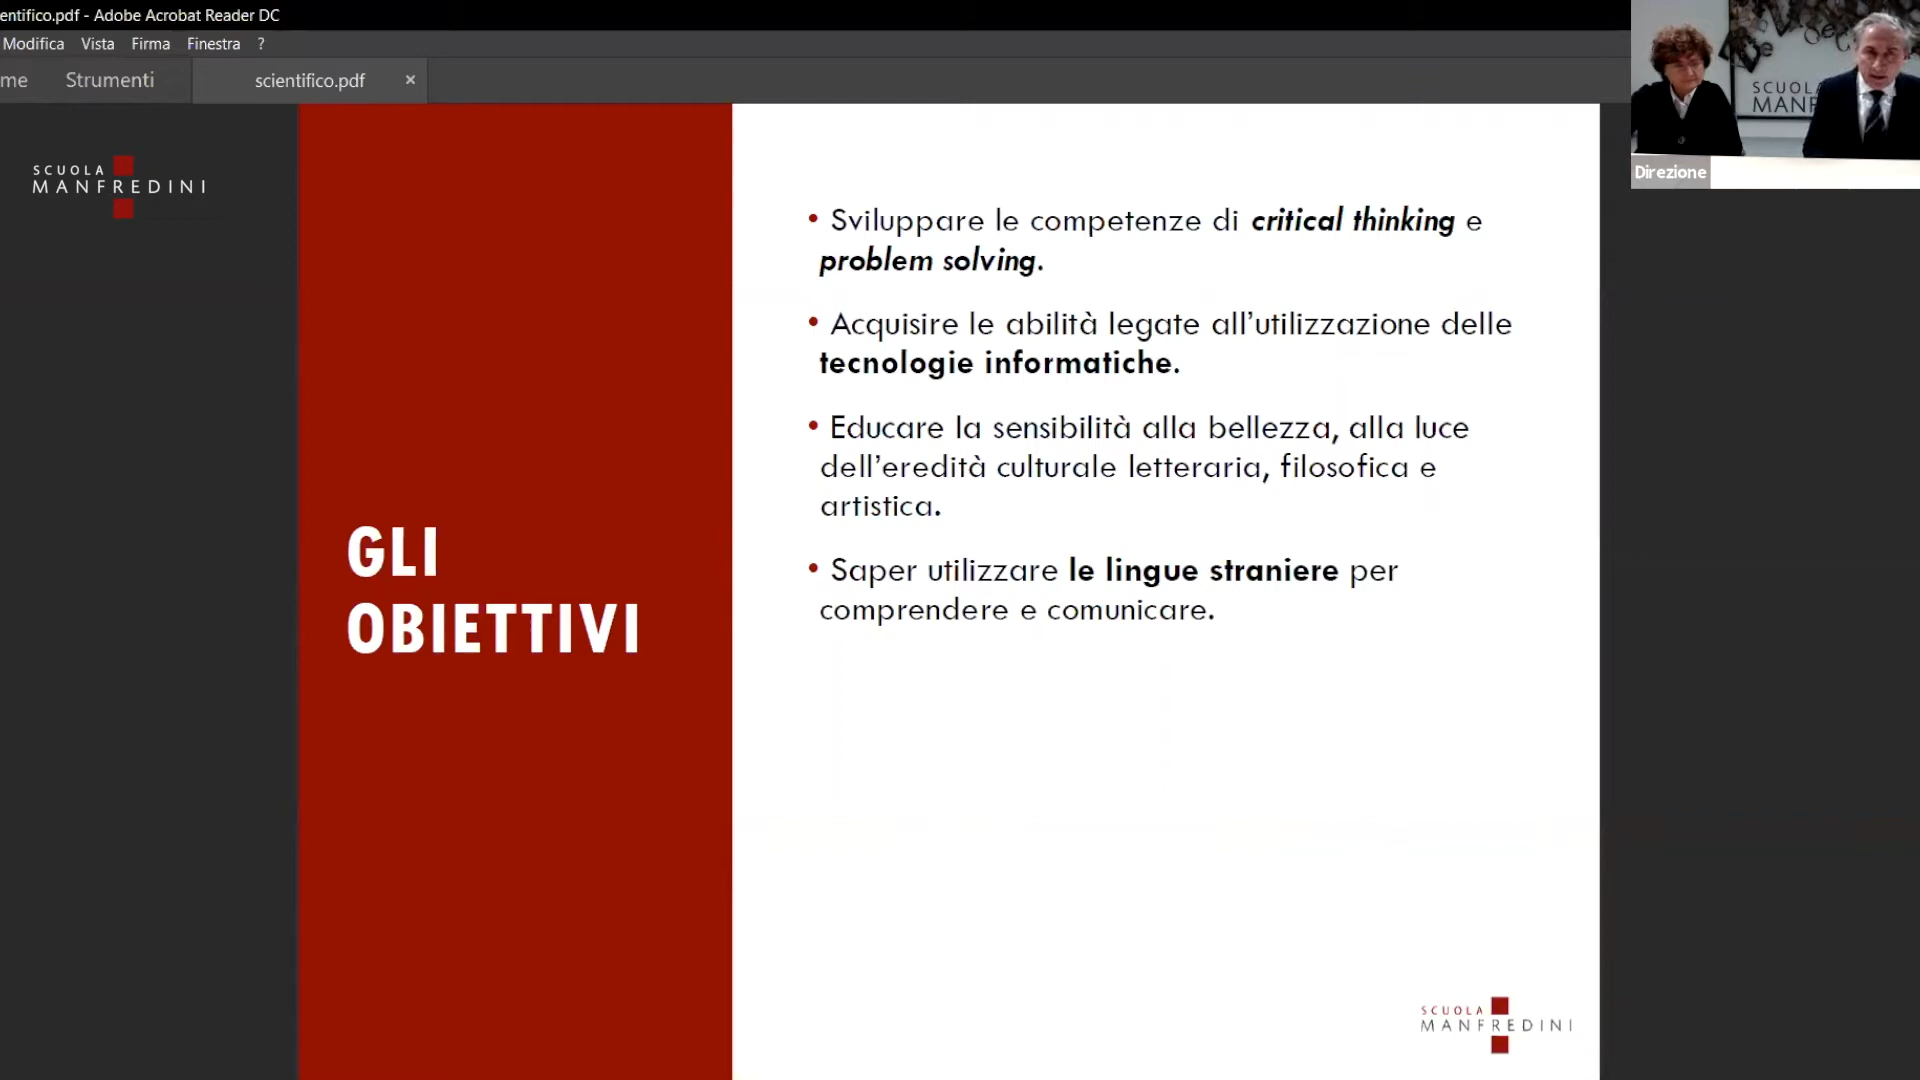 entifico.pdf - Adobe Acrobat Reader DC
Modifica Vista Firma Finestra ?
me Strumenti scientifico.pdf ×
SCUOLA
MANF
Direzione
SCUOLA
MANFREDINI
GLI
OBIETTIVI
• Sviluppare le competenze di critical thinking e
problem solving.
• Acquisire le abilità legate all’utilizzazione delle
tecnologie informatiche.
• Educare la sensibilità alla bellezza, alla luce
dell’eredità culturale letteraria, filosofica e
artistica.
• Saper utilizzare le lingue straniere per
comprendere e comunicare.
SCUOLA
MANFREDINI